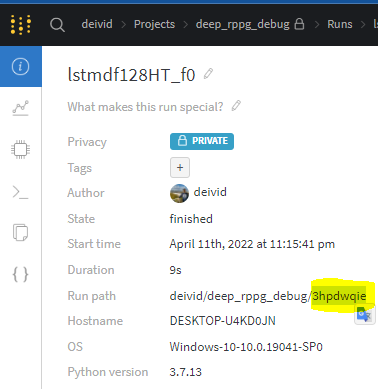 deivid > Projects > deep_rppg_debug > Runs > l
lstmdf128HT_f0
What makes this run special?
Privacy PRIVATE
Tags +
Author deivid
State finished
Start time April 11th, 2022 at 11:15:41 pm
Duration 9s
Run path deivid/deep_rppg_debug/3hpdwqie
Hostname DESKTOP-U4KD0JN
OS Windows-10-10.0.19041-SP0
Python version 3.7.13